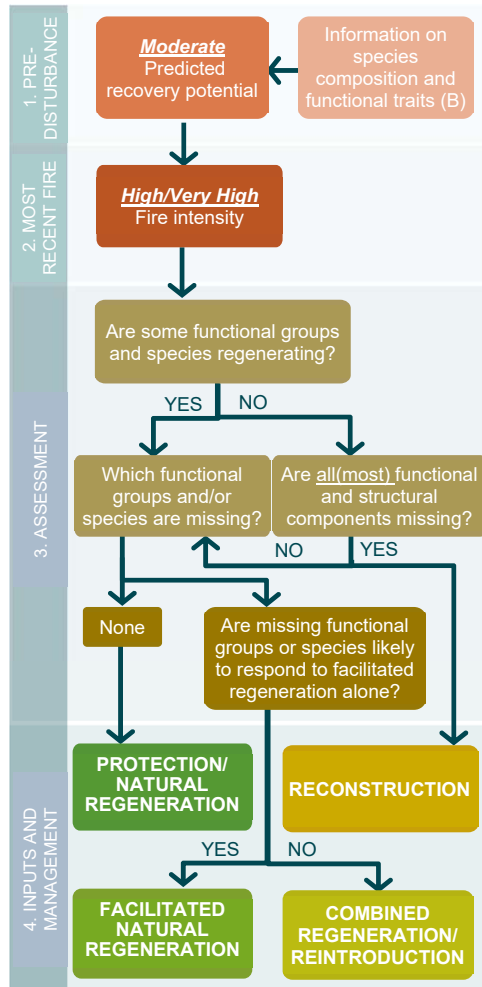 1. PRE-
DISTURBANCE
Moderate
Predicted
recovery potential
Information on
species
composition and
functional traits (B)
2. MOST
RECENT FIRE
High/Very High
Fire intensity
3. ASSESSMENT
Are some functional groups
and species regenerating?
YES
NO
Which functional
groups and/or
species are missing?
Are all(most) functional
and structural
components missing?
NO
YES
None
Are missing functional
groups or species likely
to respond to facilitated
regeneration alone?
4. INPUTS AND
MANAGEMENT
PROTECTION/
NATURAL
REGENERATION
RECONSTRUCTION
YES
NO
FACILITATED
NATURAL
REGENERATION
COMBINED
REGENERATION/
REINTRODUCTION